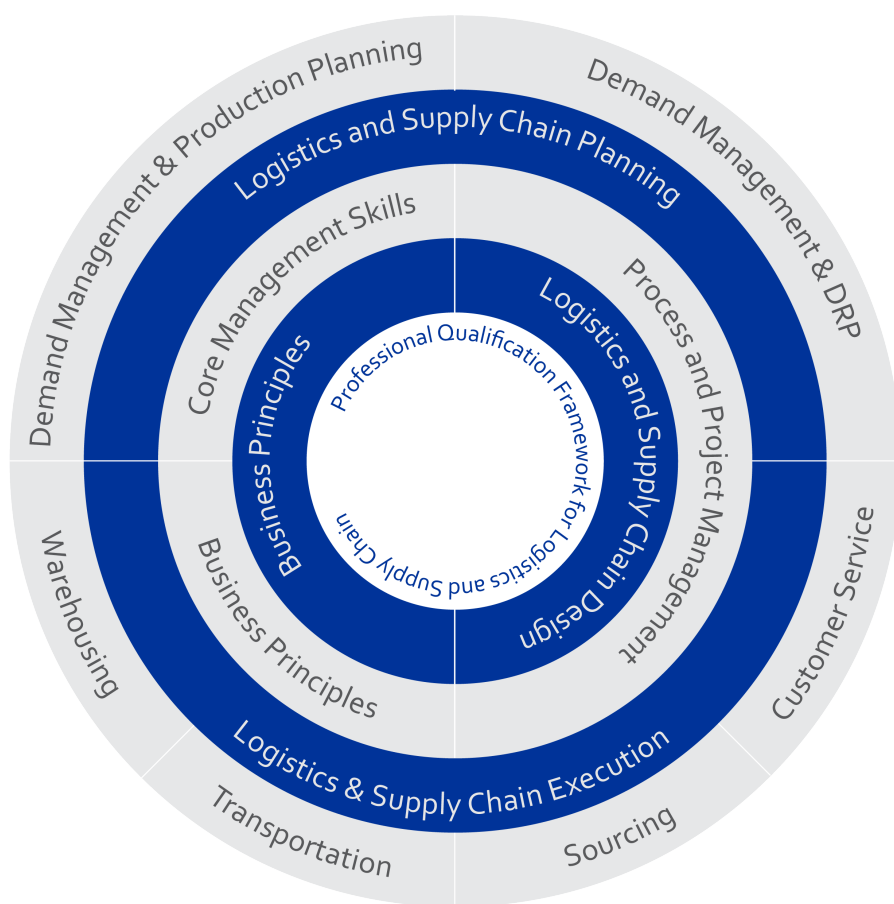 Demand Management & Production Planning
Demand Management & DRP
Logistics and Supply Chain Planning
Core Management Skills
Process and Project Management
Business Principles
Logistics and Supply Chain Design
Professional Qualification Framework for Logistics and Supply Chain
Business Principles
Logistics & Supply Chain Execution
Warehousing
Transportation
Sourcing
Customer Service